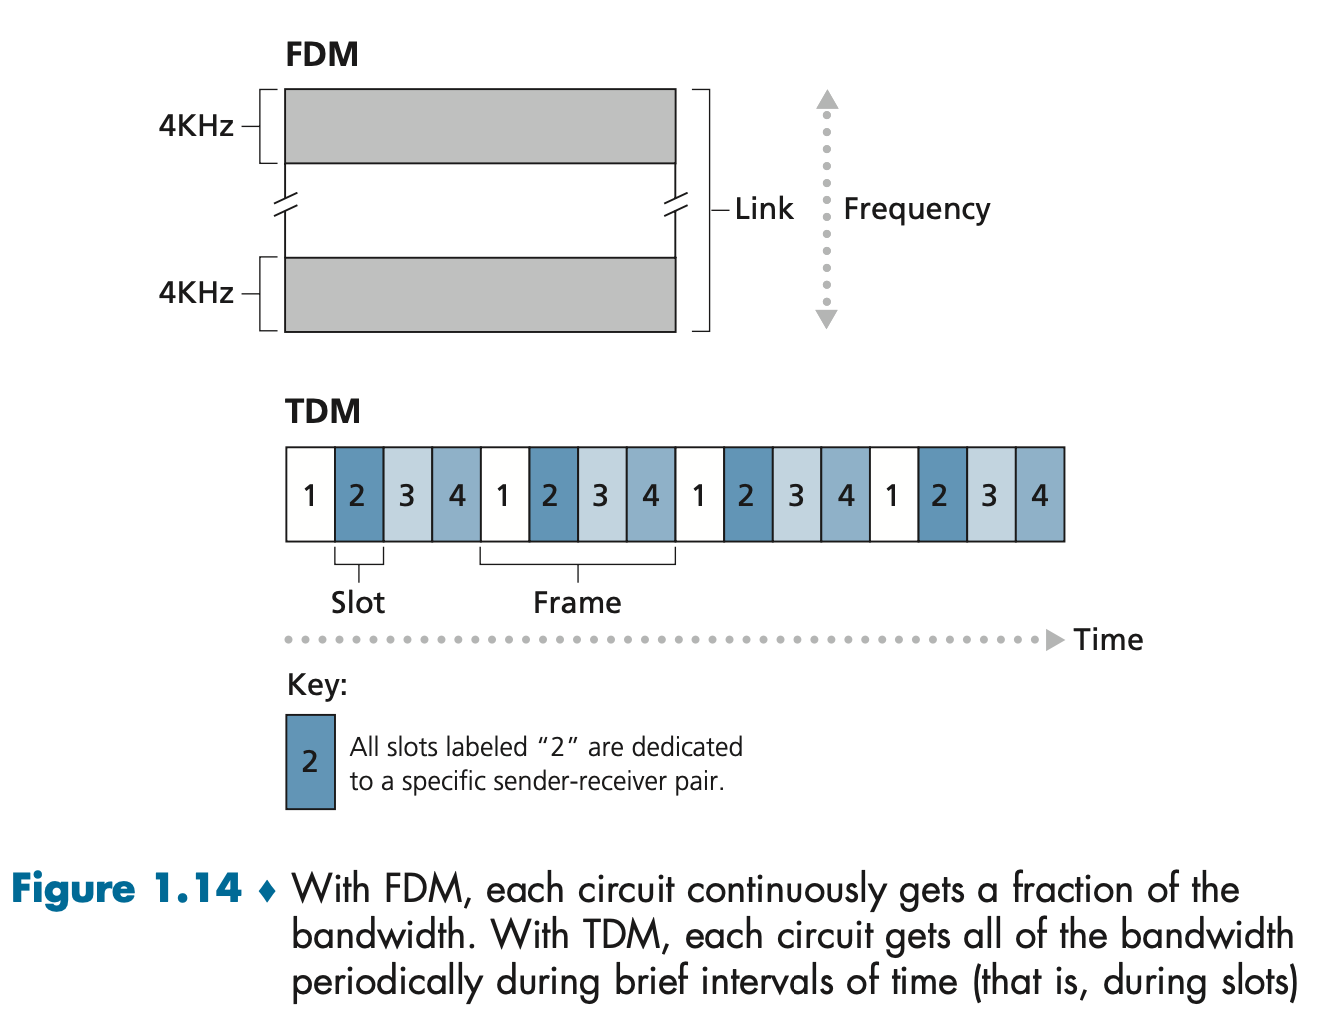 FDM
4KHz
Link
Frequency
4KHz
TDM
1 2 3 4 1 2 3 4 1 2 3 4 1 2 3 4
Slot
Frame
Time
Key:
2
All slots labeled “2” are dedicated
to a specific sender-receiver pair.
Figure 1.14 ♦ With FDM, each circuit continuously gets a fraction of the
bandwidth. With TDM, each circuit gets all of the bandwidth
periodically during brief intervals of time (that is, during slots)